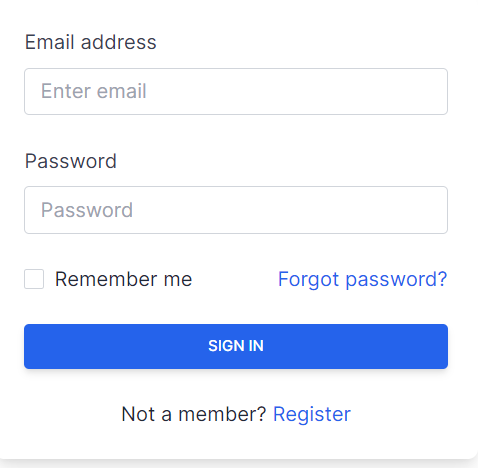 Email address
Enter email
Password
Password
Remember me Forgot password?
SIGN IN
Not a member? Register